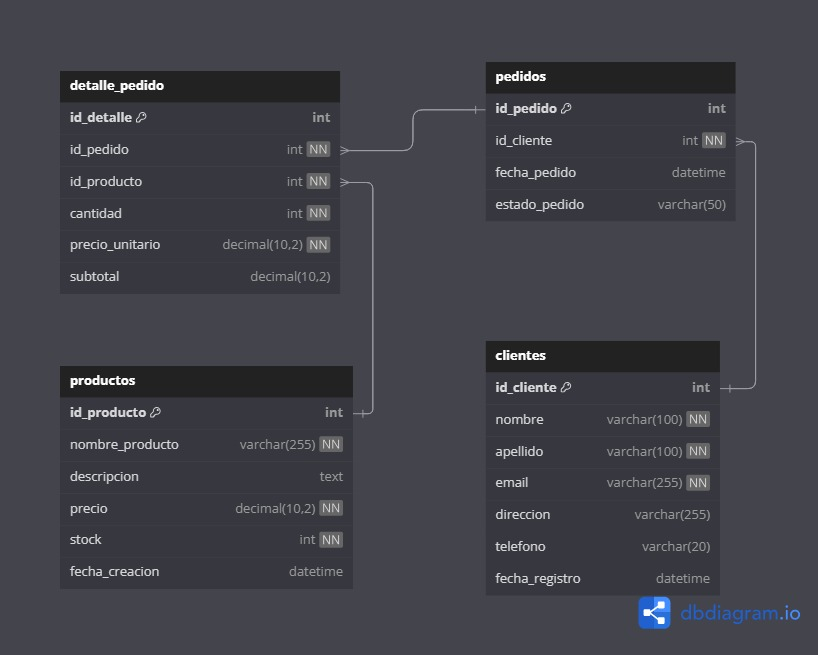 detalle_pedido
id_detalle int
id_pedido int NN
id_producto int NN
cantidad int NN
precio_unitario decimal(10,2) NN
subtotal decimal(10,2)
pedidos
id_pedido int
id_cliente int NN
fecha_pedido datetime
estado_pedido varchar(50)
productos
id_producto int
nombre_producto varchar(255) NN
descripcion text
precio decimal(10,2) NN
stock int NN
fecha_creacion datetime
clientes
id_cliente int
nombre varchar(100) NN
apellido varchar(100) NN
email varchar(255) NN
direccion varchar(255)
telefono varchar(20)
fecha_registro datetime
dbdiagram.io